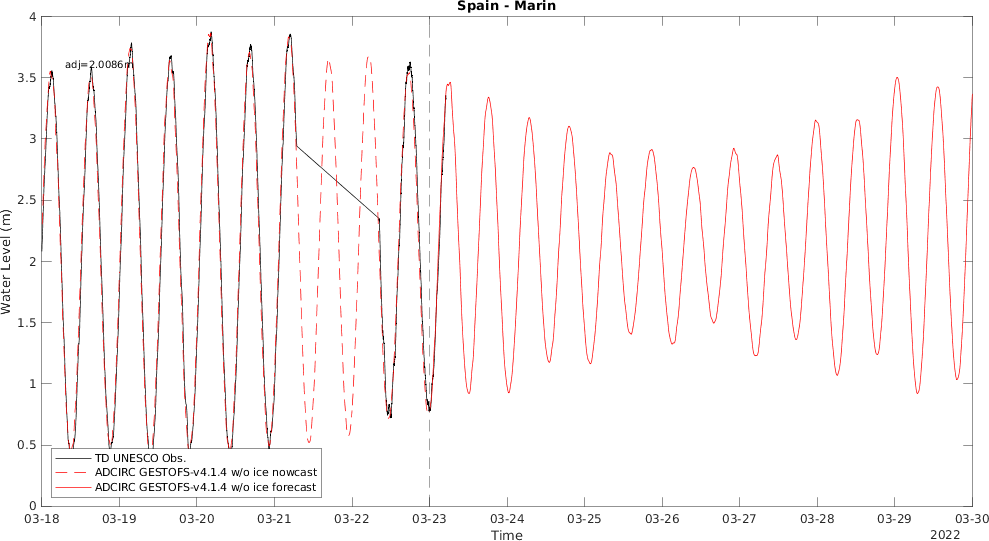 Spain - Marin
4
3.5
3
2.5
2
1.5
1
0.5
0
Water Level (m)
adj=2.0086m
TD UNESCO Obs.
ADCIRC GESTOFS-v4.1.4 w/o ice nowcast
ADCIRC GESTOFS-v4.1.4 w/o ice forecast
03-18 03-19 03-20 03-21 03-22 03-23 03-24 03-25 03-26 03-27 03-28 03-29 03-30
Time
2022